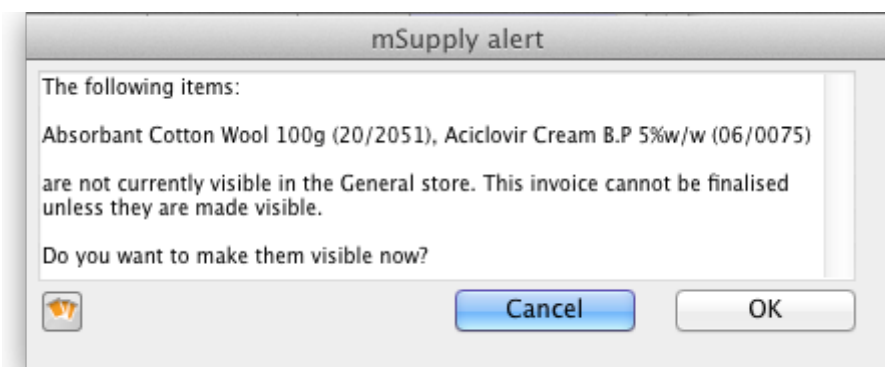 mSupply alert
The following items:
Absorbant Cotton Wool 100g (20/2051), Aciclovir Cream B.P 5%w/w (06/0075)
are not currently visible in the General store. This invoice cannot be finalised
unless they are made visible.
Do you want to make them visible now?
Cancel
OK